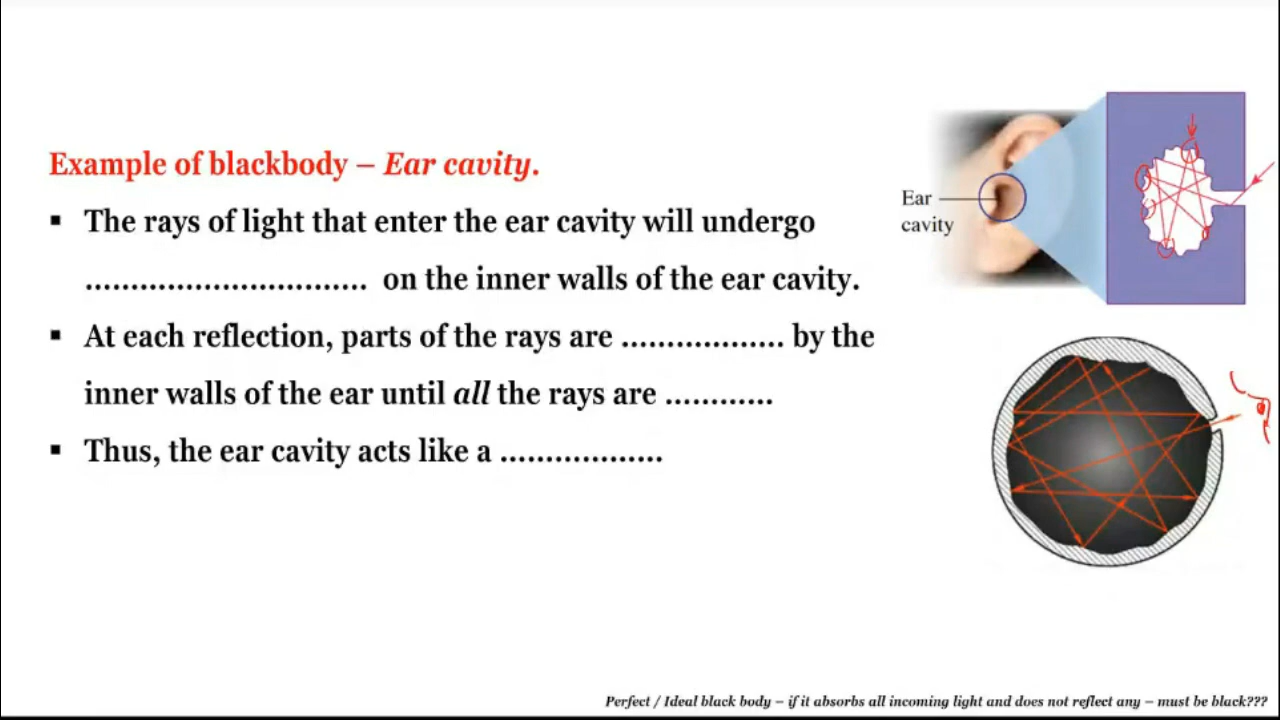 Example of blackbody – Ear cavity.
▪ The rays of light that enter the ear cavity will undergo
................................ on the inner walls of the ear cavity.
▪ At each reflection, parts of the rays are .................. by the
inner walls of the ear until all the rays are ............
▪ Thus, the ear cavity acts like a ..................
Ear
cavity
Perfect / Ideal black body – if it absorbs all incoming light and does not reflect any – must be black???